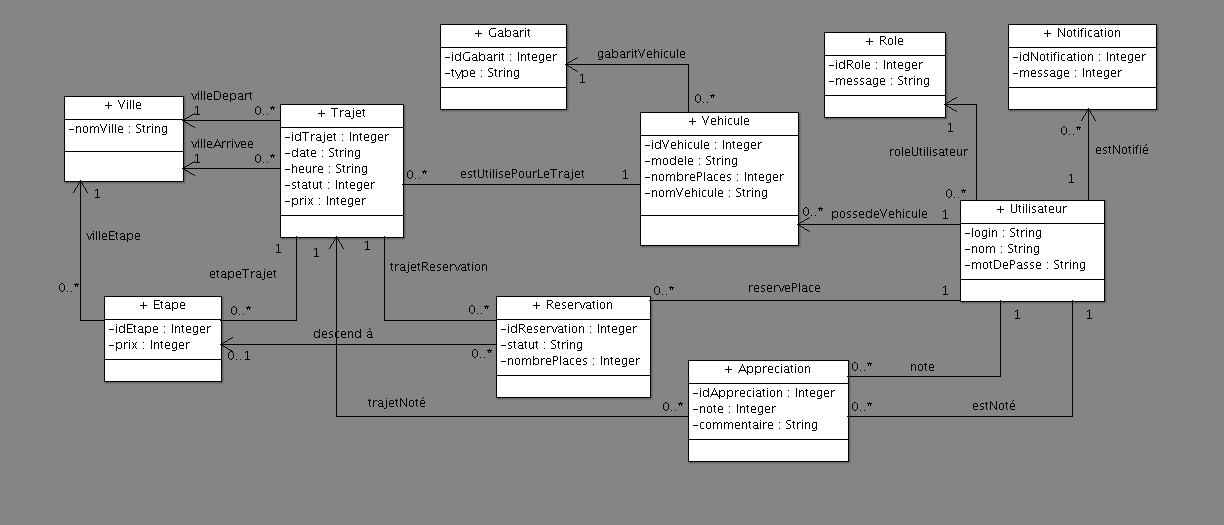 + Gabarit
-idGabarit : Integer
-type : String
gabaritVehicule
1
0..*
+ Role
-idRole : Integer
-message : String
1
roleUtilisateur
0..*
+ Notification
-idNotification : Integer
-message : Integer
0..*
estNotifié
1
+ Ville
-nomVille : String
villeDepart
1
0..*
villeArrivee
1
0..*
+ Trajet
-idTrajet : Integer
-date : String
-heure : String
-statut : Integer
-prix : Integer
0..*
estUtilisePourLeTrajet
1
+ Vehicule
-idVehicule : Integer
-modele : String
-nombrePlaces : Integer
-nomVehicule : String
0..*
possedeVehicule
1
+ Utilisateur
-login : String
-nom : String
-motDePasse : String
1
villeEtape
0..*
1
etapeTrajet
0..*
1
1
trajetReservation
0..*
+ Etape
-idEtape : Integer
-prix : Integer
descend à
0..1
0..*
+ Reservation
-idReservation : Integer
-statut : String
-nombrePlaces : Integer
0..*
reservePlace
1
trajetNoté
0..*
+ Appreciation
-idAppreciation : Integer
-note : Integer
-commentaire : String
0..*
note
1
0..*
estNoté
1